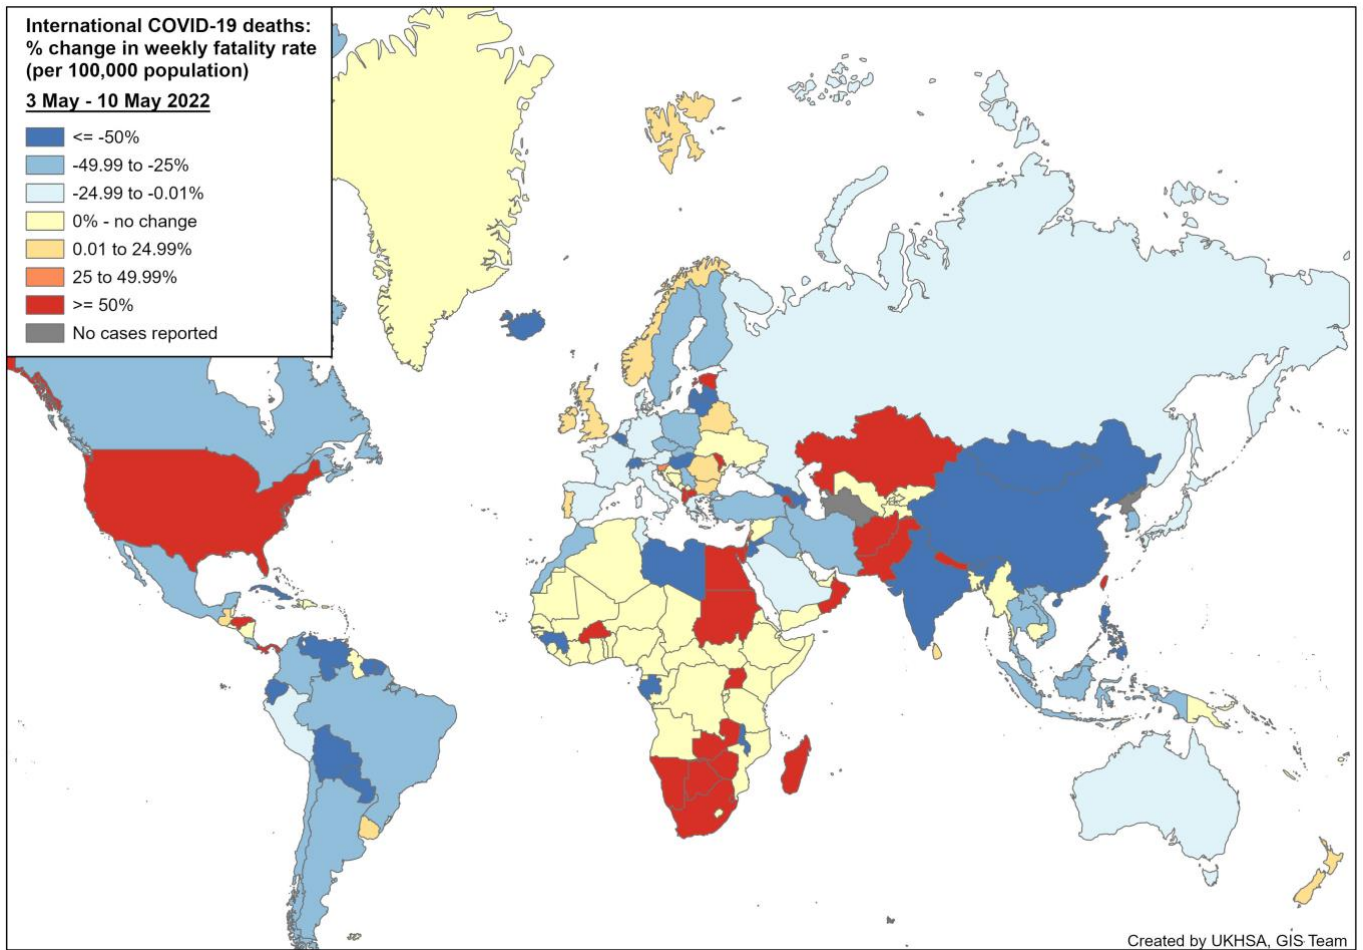 International COVID-19 deaths:
% change in weekly fatality rate
(per 100,000 population)
3 May - 10 May 2022
<= -50%
-49.99 to -25%
-24.99 to -0.01%
0% - no change
0.01 to 24.99%
25 to 49.99%
>= 50%
No cases reported
Created by UKHSA, GIS Team